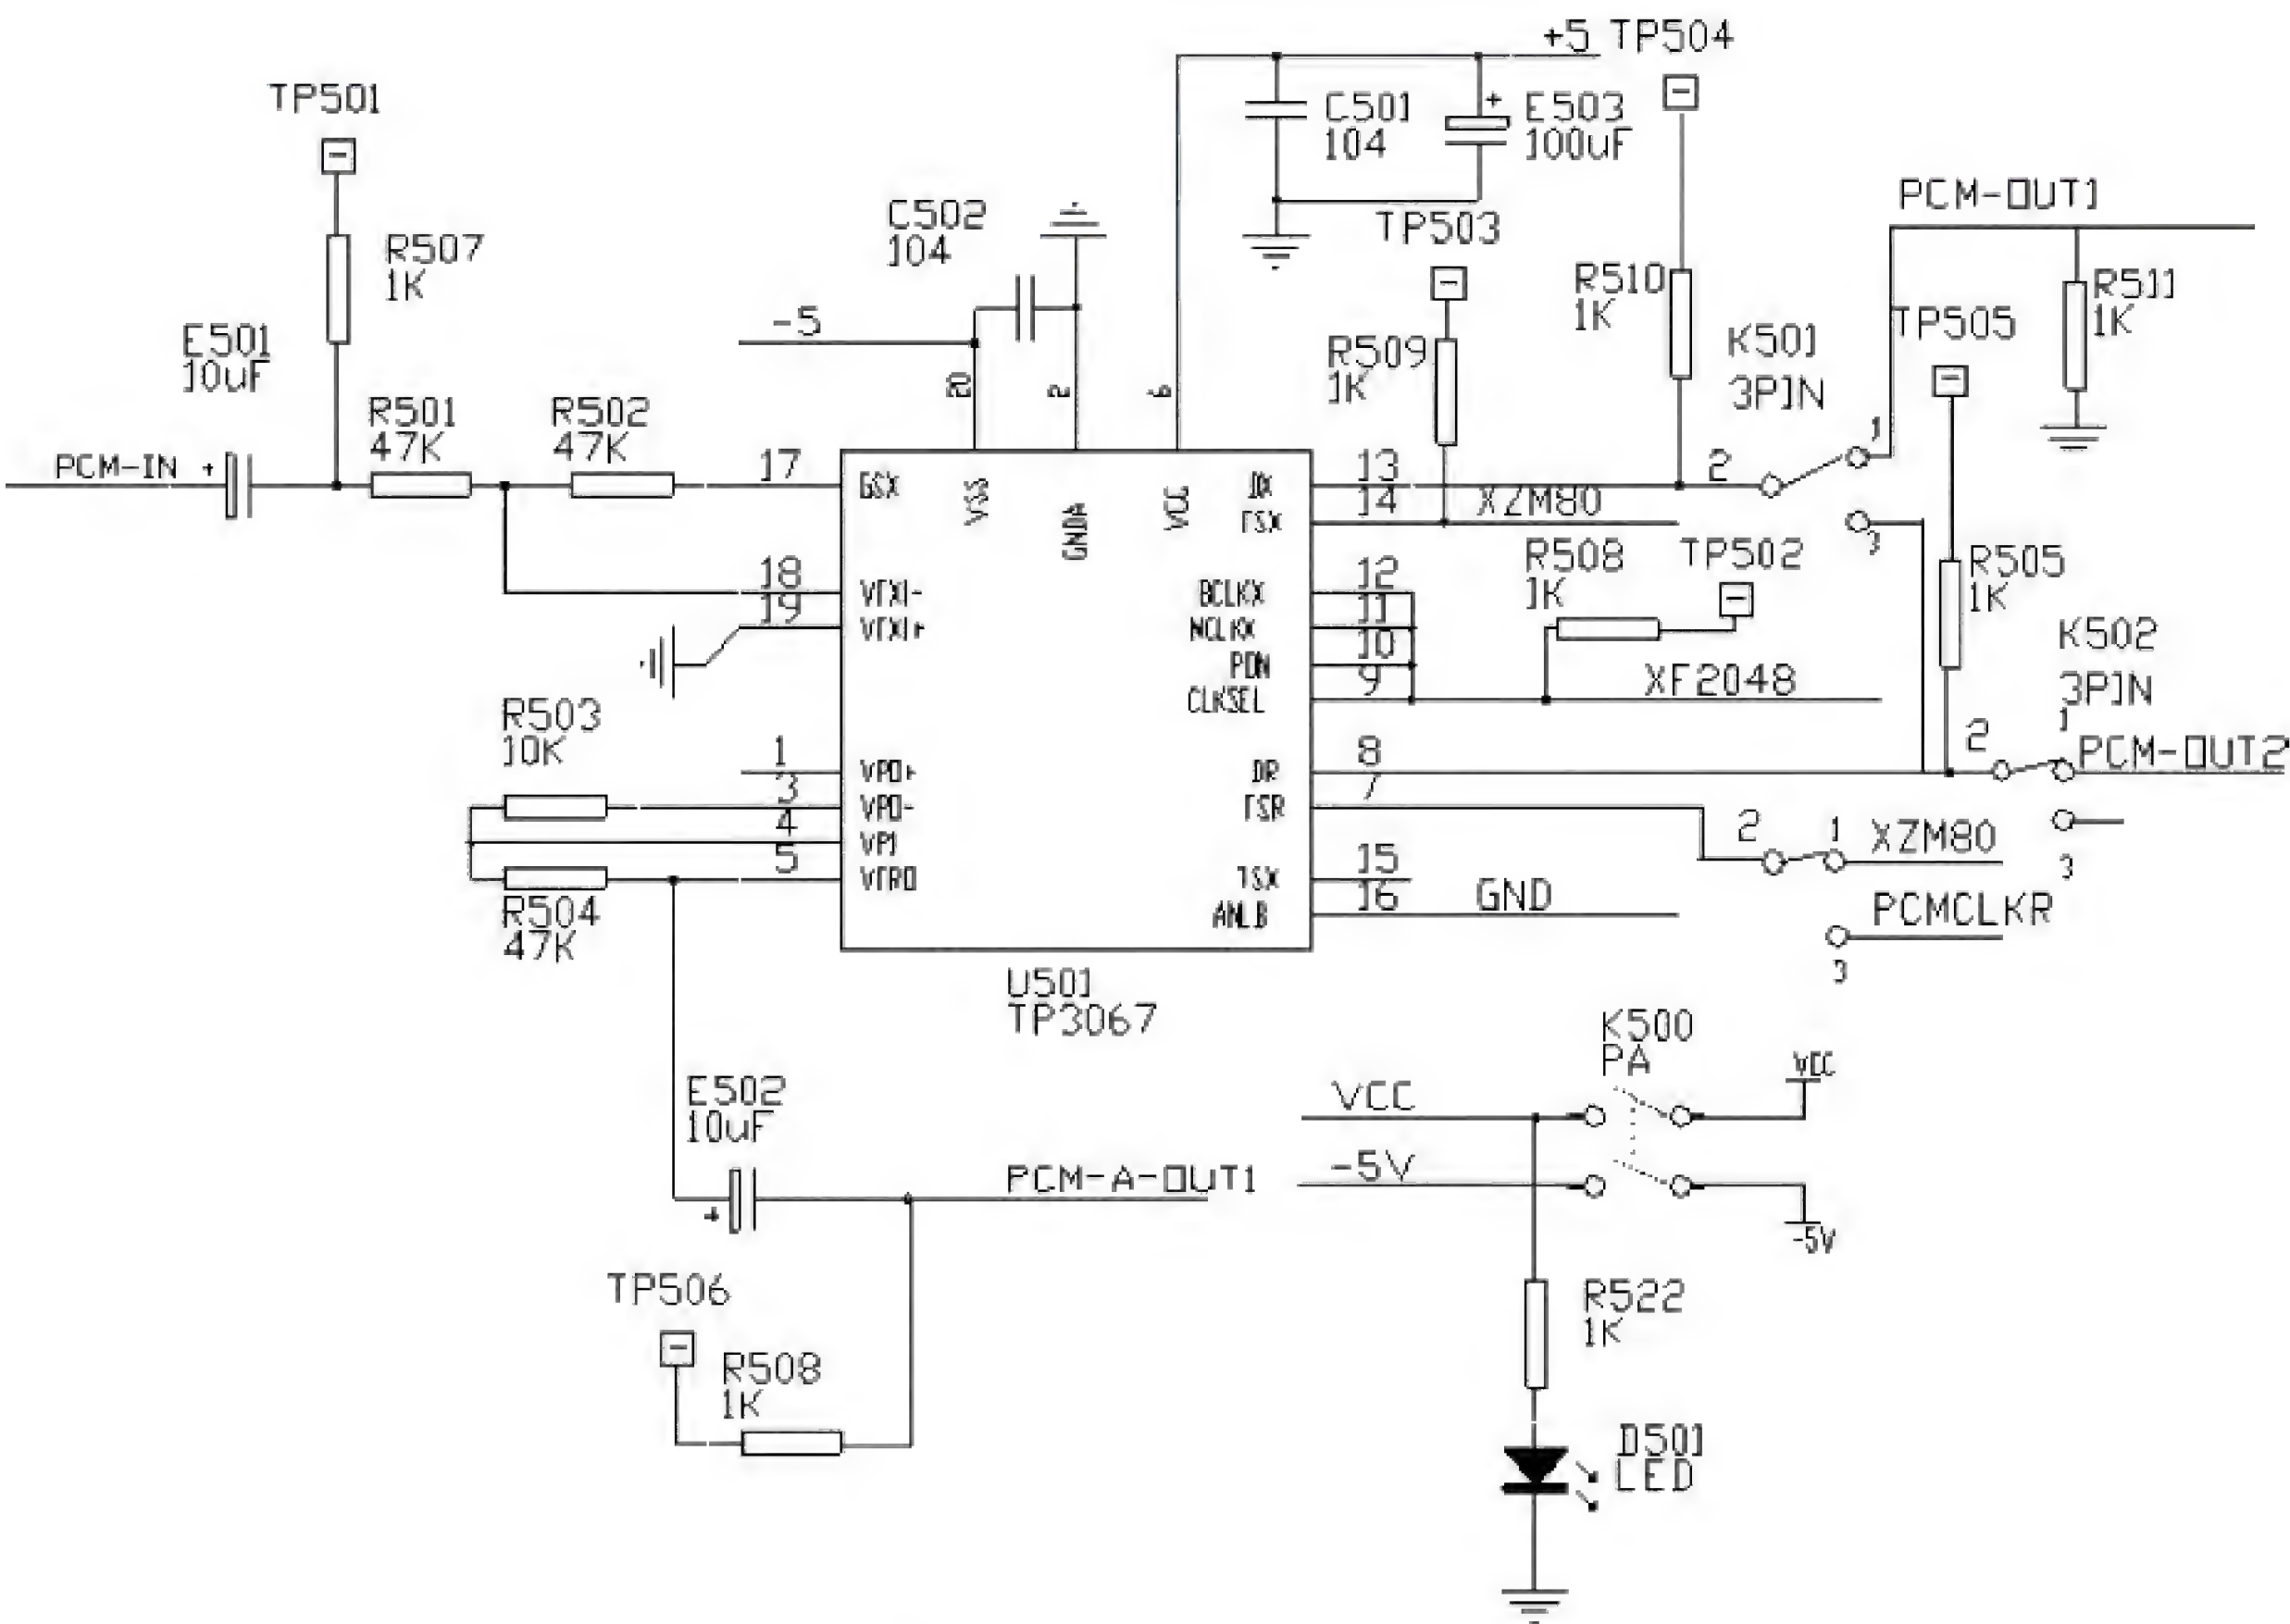 +5 TP504
TP501
C501
104
E503
100uF
PCM-OUT1
C502
104
TP503
R507
1K
R510
1K
R511
1K
-5
TP505
E501
10uF
R509
1K
K501
3PIN
20
2
6
R501
47K
R502
47K
1
PCM-IN +
17
GSX
VSS
GNDA
VCC
DX
13
2
14
XZM80
FSX
3
R508
1K
TP502
R505
1K
18
VFXI-
BCLKX
12
19
VFXI+
MCLKX
11
K502
3PIN
PDN
10
CLKSEL
9
XF2048
R503
10K
1
1
VPO+
DR
8
2
PCM-OUT2
3
VPO-
FSR
7
4
VPI
2
1
XZM80
5
VFRO
TSX
15
3
R504
47K
ANLB
16
GND
PCMCLKR
3
U501
TP3067
K500
PA
VCC
E502
10uF
VCC
PCM-A-OUT1
-5V
+
-5V
TP506
R522
1K
R508
1K
D501
LED